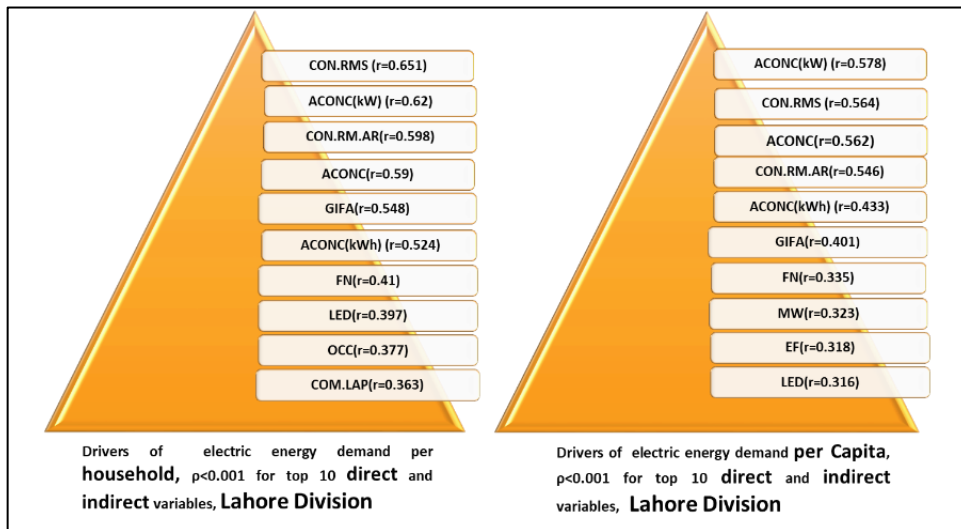 CON.RMS (r=0.651)
ACONC(kW) (r=0.62)
CON.RM.AR(r=0.598)
ACONC(r=0.59)
GIFA(r=0.548)
ACONC(kWh) (r=0.524)
FN(r=0.41)
LED(r=0.397)
OCC(r=0.377)
COM.LAP(r=0.363)
Drivers of electric energy demand per
household, ρ<0.001 for top 10 direct and
indirect variables, Lahore Division
ACONC(kW) (r=0.578)
CON.RMS (r=0.564)
ACONC(r=0.562)
CON.RM.AR(r=0.546)
ACONC(kWh) (r=0.433)
GIFA(r=0.401)
FN(r=0.335)
MW(r=0.323)
EF(r=0.318)
LED(r=0.316)
Drivers of electric energy demand per Capita,
ρ<0.001 for top 10 direct and indirect
variables, Lahore Division